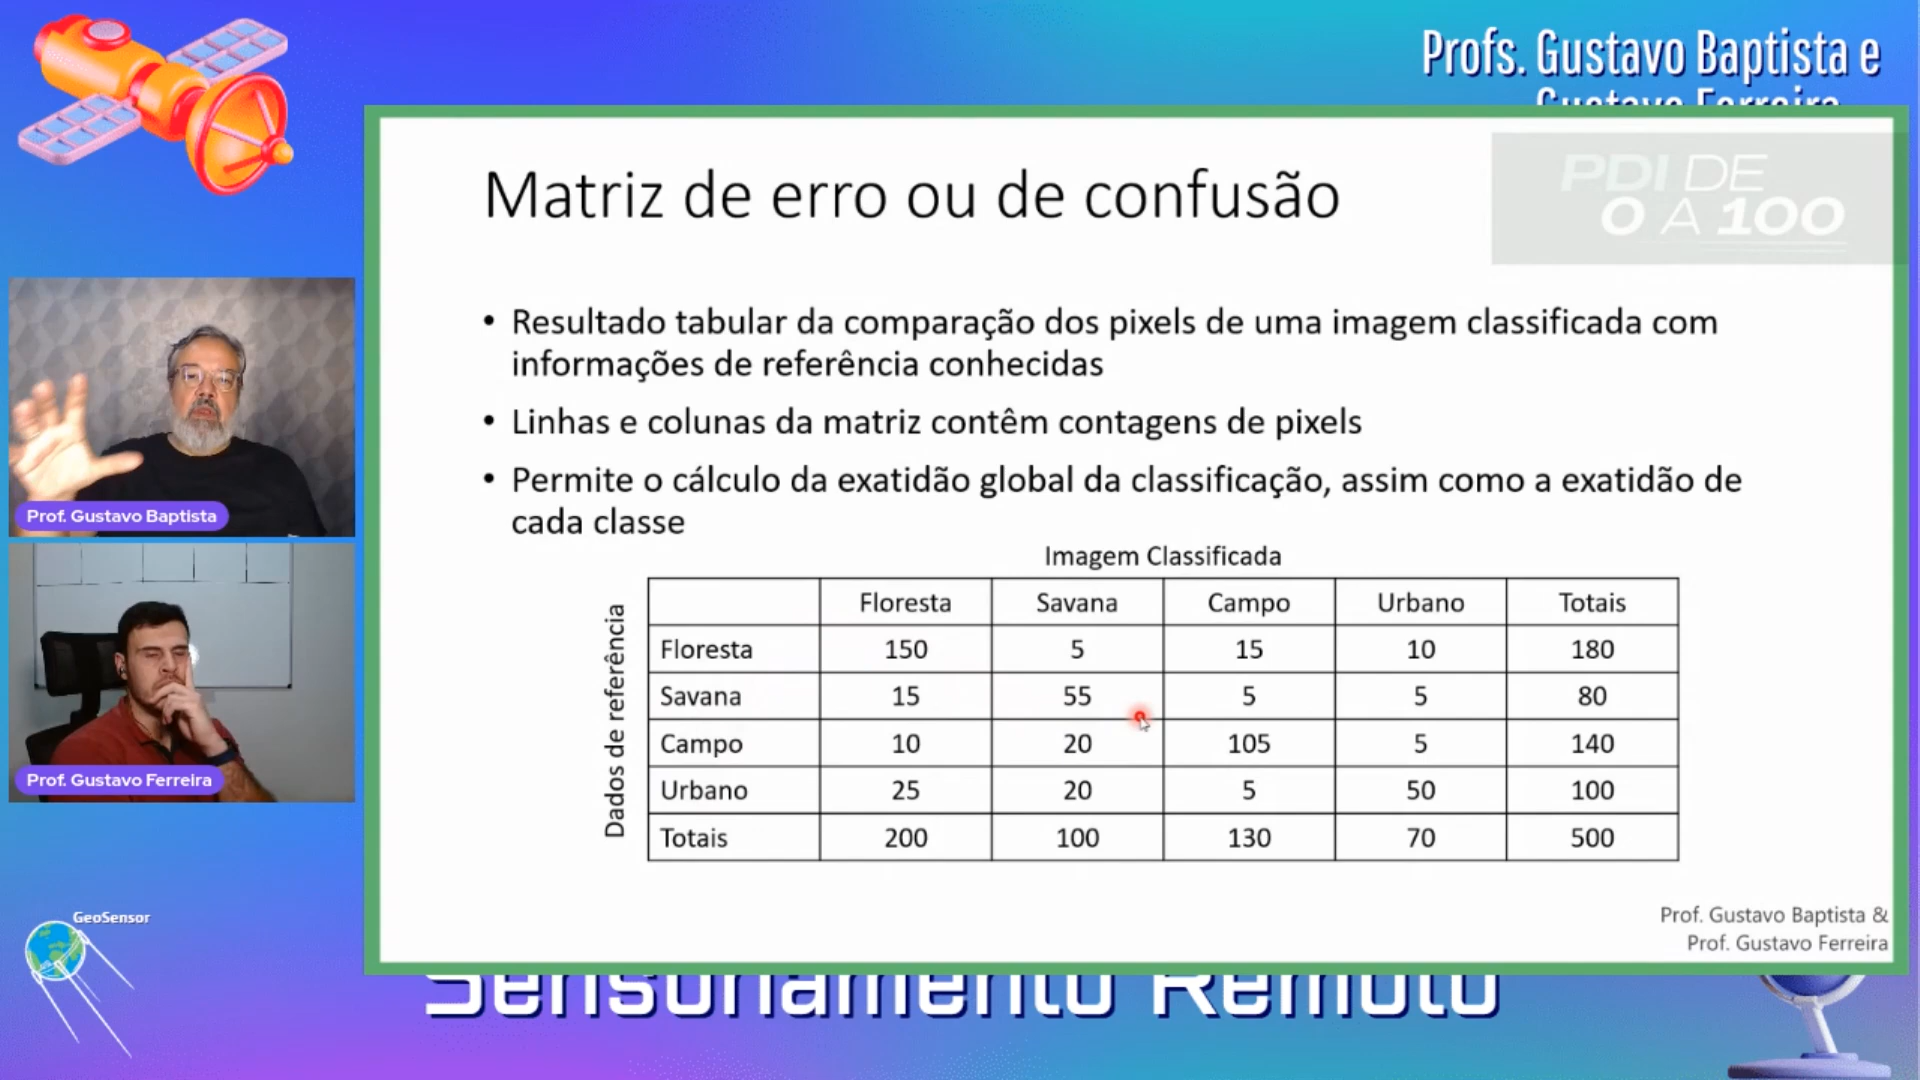 Profs. Gustavo Baptista e
Gustavo Ferreira
PDI DE
0 A 100
Matriz de erro ou de confusão
• Resultado tabular da comparação dos pixels de uma imagem classificada com
informações de referência conhecidas
• Linhas e colunas da matriz contêm contagens de pixels
• Permite o cálculo da exatidão global da classificação, assim como a exatidão de
cada classe
Imagem Classificada
Dados de referência
Floresta Savana Campo Urbano Totais
Floresta 150 5 15 10 180
Savana 15 55 5 5 80
Campo 10 20 105 5 140
Urbano 25 20 5 50 100
Totais 200 100 130 70 500
Prof. Gustavo Baptista &
Prof. Gustavo Ferreira
Prof. Gustavo Baptista
Prof. Gustavo Ferreira
GeoSensor
Sensoriamento Remoto